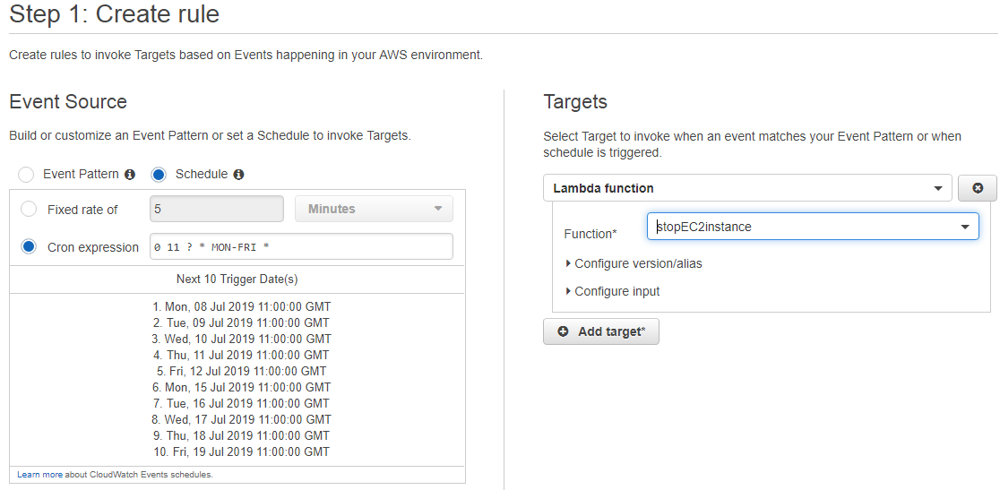 Step 1: Create rule
Create rules to invoke Targets based on Events happening in your AWS environment.
Event Source
Build or customize an Event Pattern or set a Schedule to invoke Targets.
Event Pattern
Schedule
Fixed rate of
5
Minutes
Cron expression
0 11 ? * MON-FRI *
Next 10 Trigger Date(s)
1. Mon, 08 Jul 2019 11:00:00 GMT
2. Tue, 09 Jul 2019 11:00:00 GMT
3. Wed, 10 Jul 2019 11:00:00 GMT
4. Thu, 11 Jul 2019 11:00:00 GMT
5. Fri, 12 Jul 2019 11:00:00 GMT
6. Mon, 15 Jul 2019 11:00:00 GMT
7. Tue, 16 Jul 2019 11:00:00 GMT
8. Wed, 17 Jul 2019 11:00:00 GMT
9. Thu, 18 Jul 2019 11:00:00 GMT
10. Fri, 19 Jul 2019 11:00:00 GMT
Learn more about CloudWatch Events schedules.
Targets
Select Target to invoke when an event matches your Event Pattern or when
schedule is triggered.
Lambda function
Function*
stopEC2instance
Configure version/alias
Configure input
Add target*